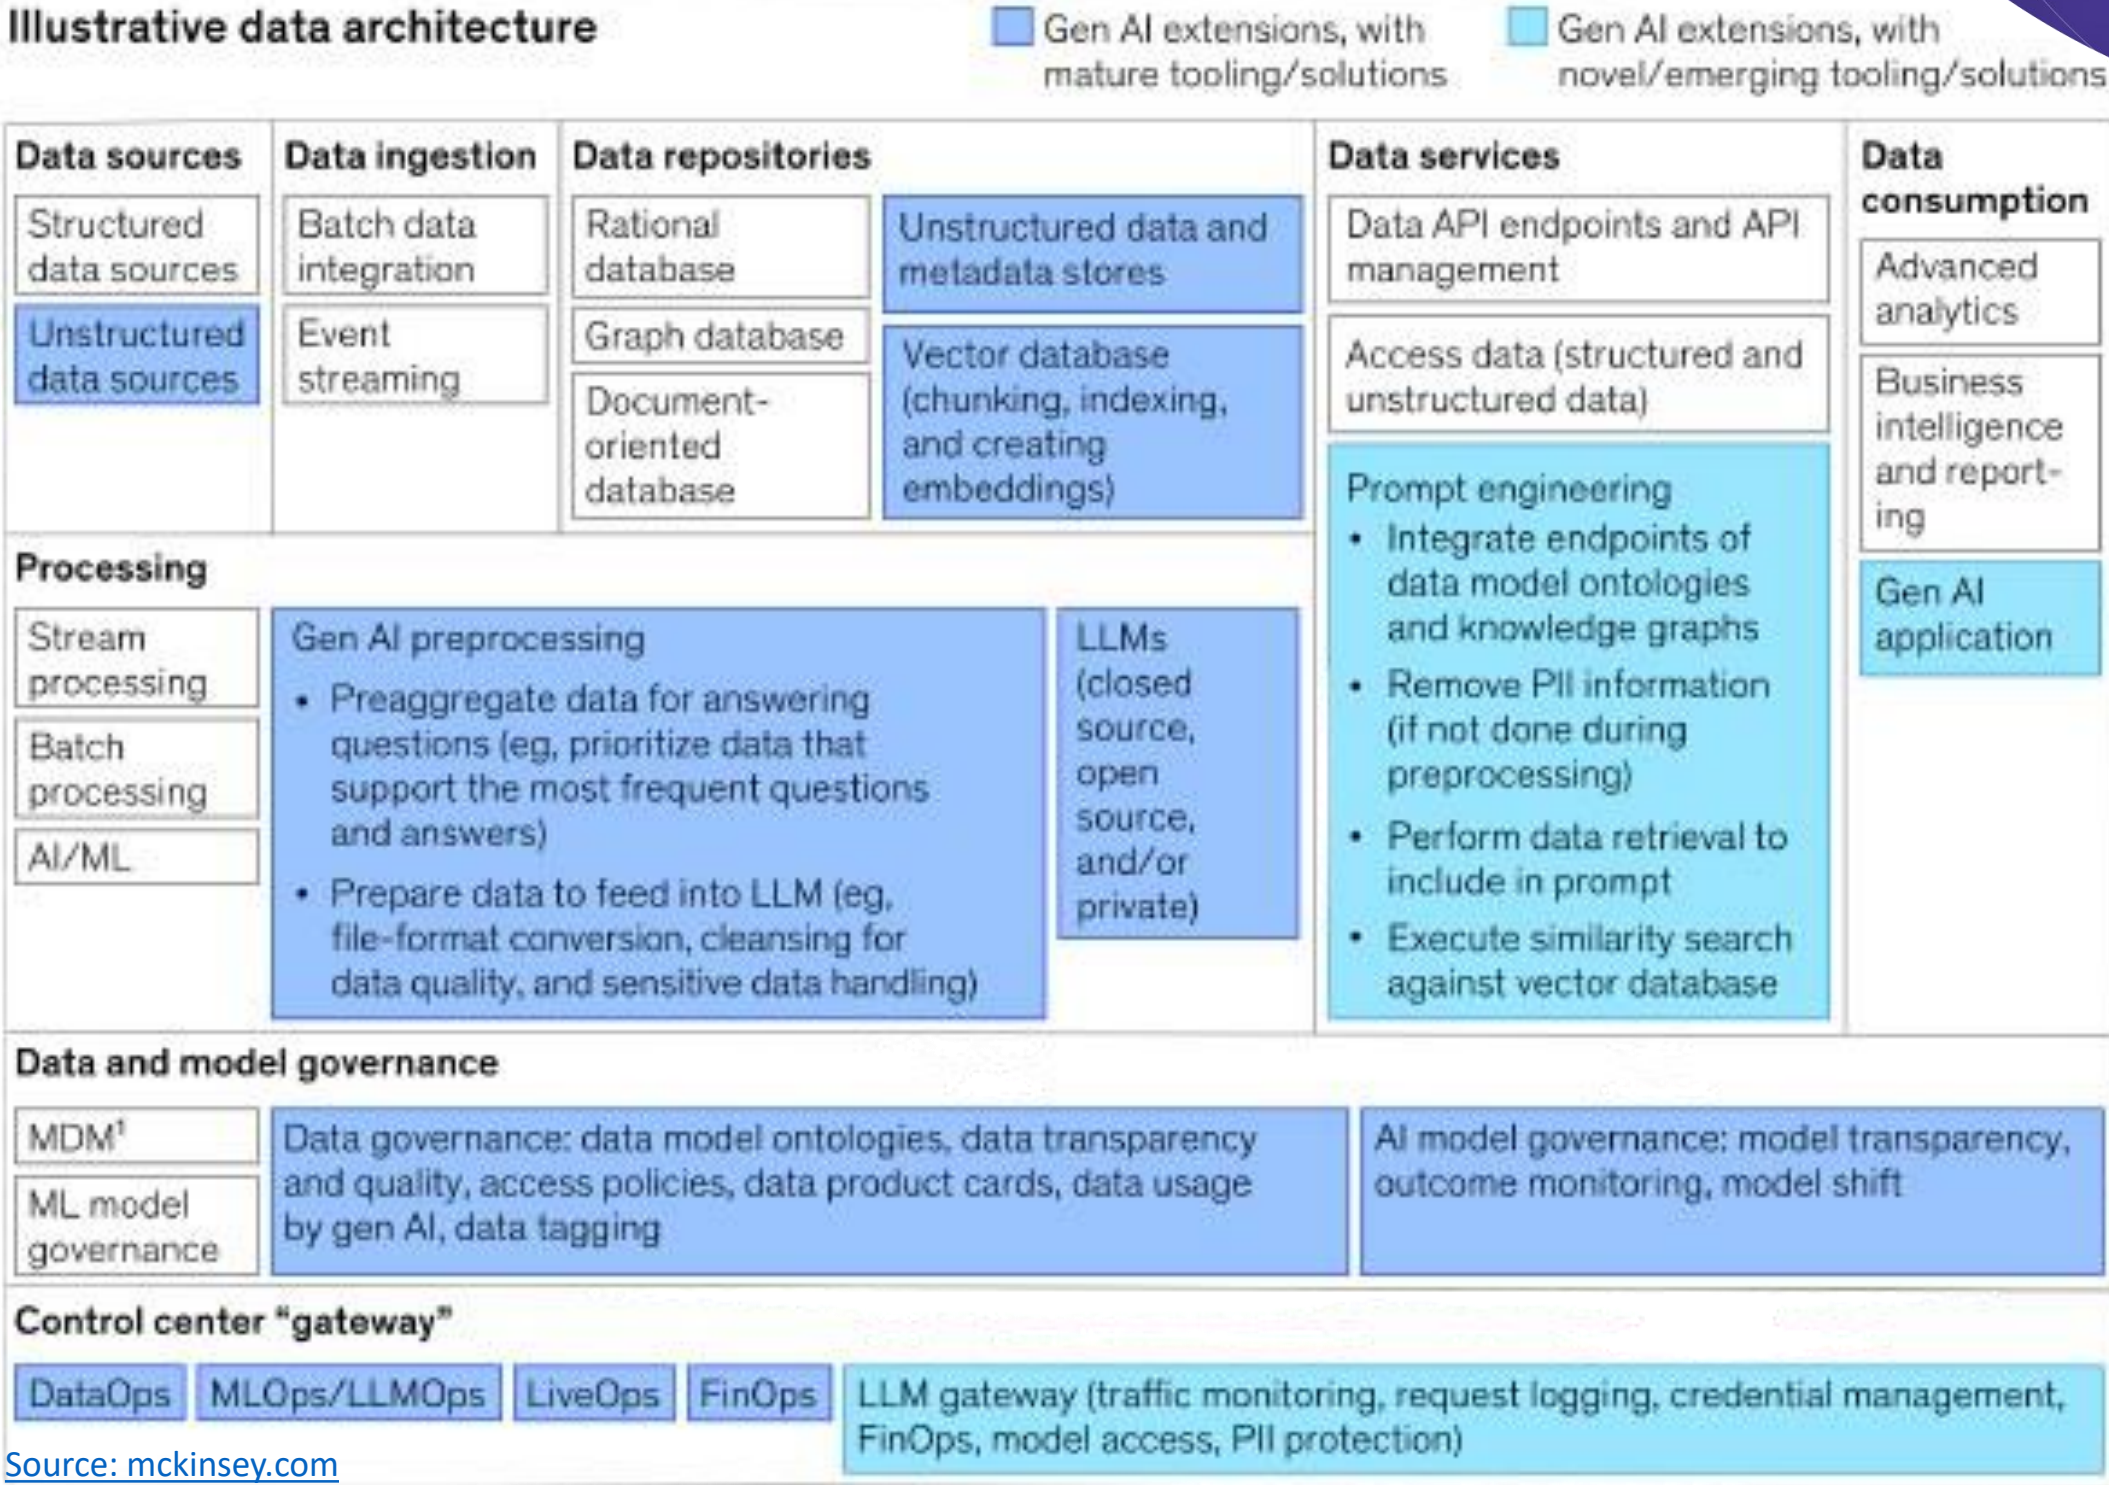 Illustrative data architecture
Gen AI extensions, with
mature tooling/solutions
Gen AI extensions, with
novel/emerging tooling/solutions
Data sources
Structured
data sources
Unstructured
data sources
Data ingestion
Batch data
integration
Event
streaming
Data repositories
Rational
database
Graph database
Document-
oriented
database
Unstructured data and
metadata stores
Vector database
(chunking, indexing,
and creating
embeddings)
Data services
Data API endpoints and API
management
Access data (structured and
unstructured data)
Prompt engineering
• Integrate endpoints of
data model ontologies
and knowledge graphs
• Remove PII information
(if not done during
preprocessing)
• Perform data retrieval to
include in prompt
• Execute similarity search
against vector database
Data
consumption
Advanced
analytics
Business
intelligence
and report-
ing
Gen AI
application
Processing
Stream
processing
Batch
processing
AI/ML
Gen AI preprocessing
• Preaggregate data for answering
questions (eg, prioritize data that
support the most frequent questions
and answers)
• Prepare data to feed into LLM (eg,
file-format conversion, cleansing for
data quality, and sensitive data handling)
LLMs
(closed
source,
open
source,
and/or
private)
Data and model governance
MDM¹
ML model
governance
Data governance: data model ontologies, data transparency
and quality, access policies, data product cards, data usage
by gen AI, data tagging
AI model governance: model transparency,
outcome monitoring, model shift
Control center “gateway”
DataOps
MLOps/LLMOps
LiveOps
FinOps
LLM gateway (traffic monitoring, request logging, credential management,
FinOps, model access, PII protection)
Source: mckinsey.com